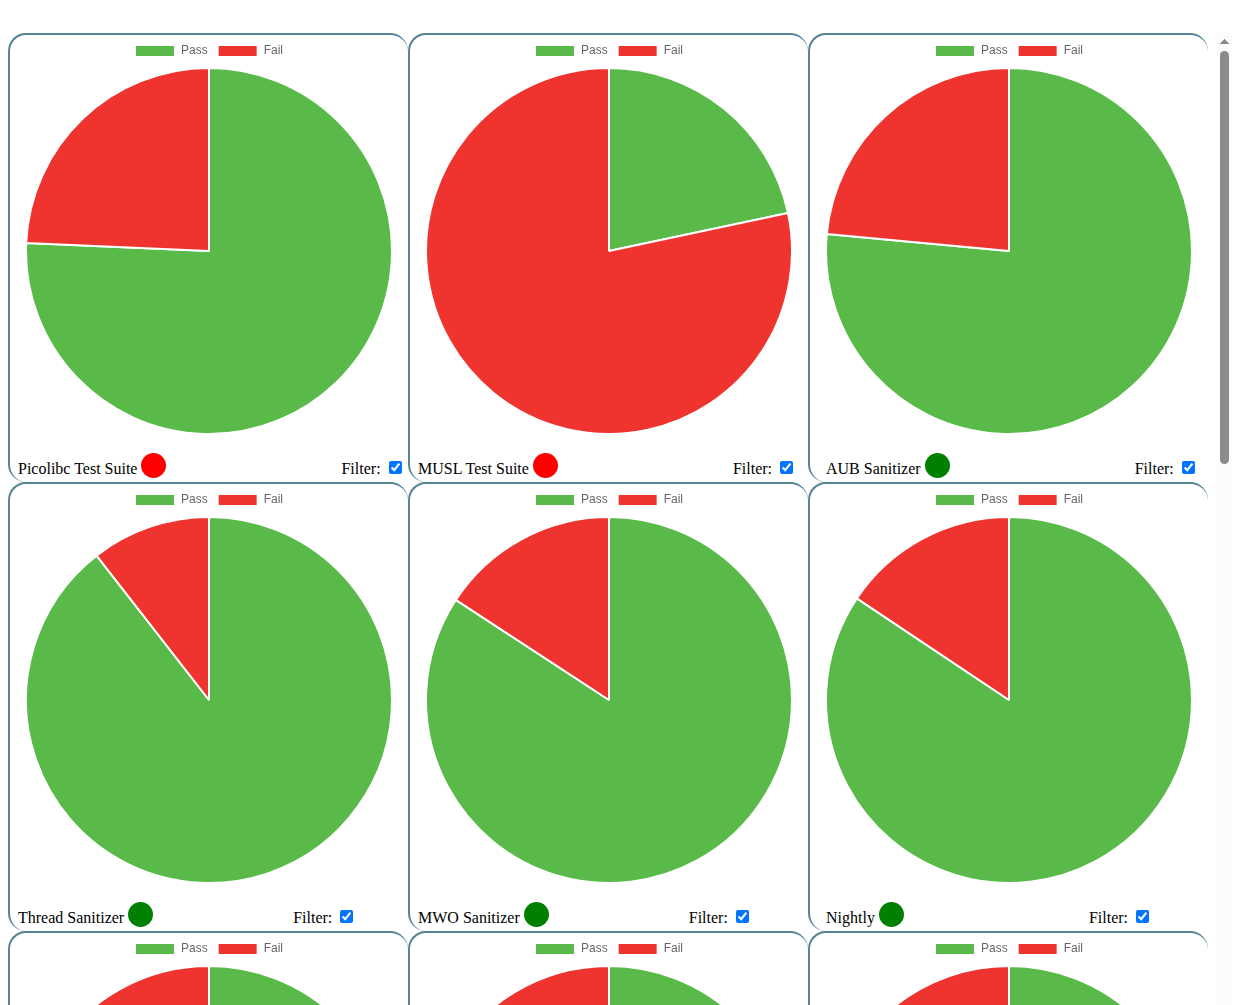 Pass Fail
Pass Fail
Pass Fail
Picolibc Test Suite Filter:
MUSL Test Suite Filter:
AUB Sanitizer Filter:
Pass Fail
Pass Fail
Pass Fail
Thread Sanitizer Filter:
MWO Sanitizer Filter:
Nightly Filter:
Pass Fail
Pass Fail
Pass Fail